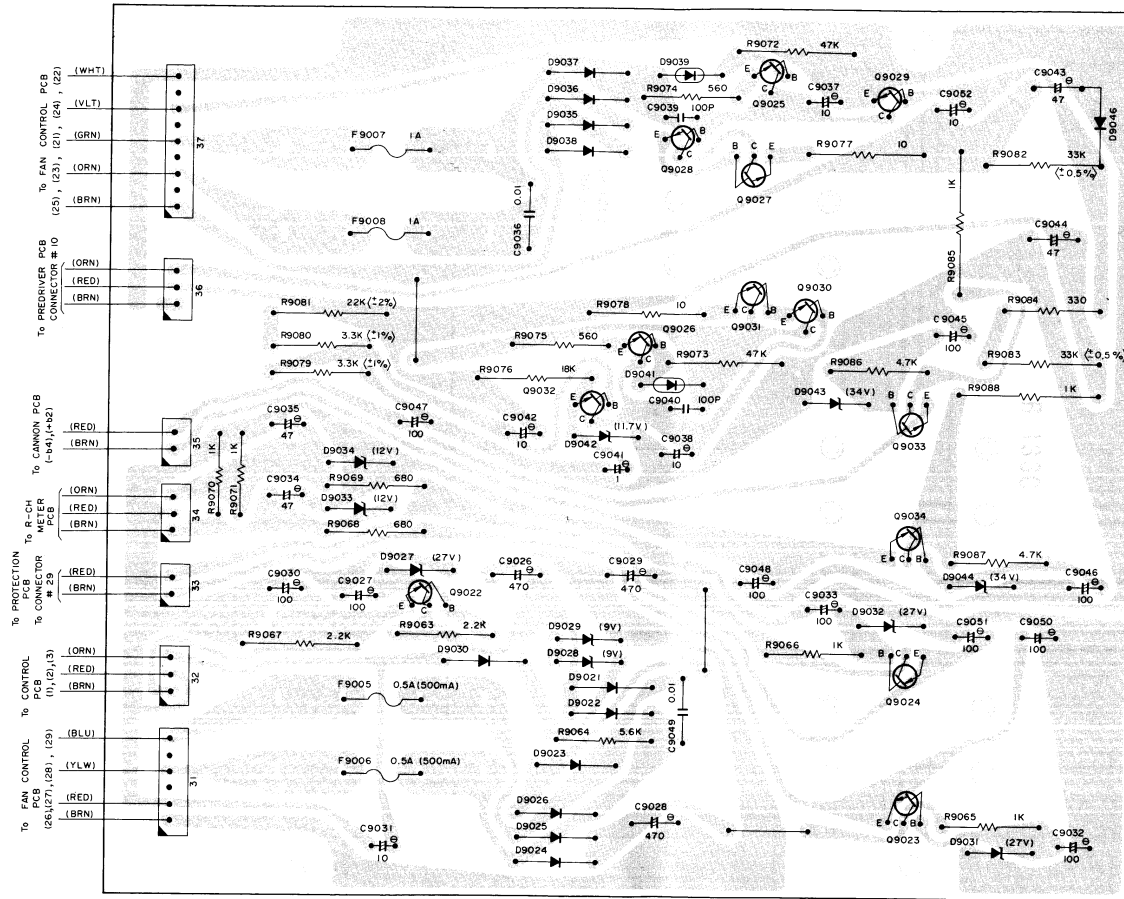 To FAN CONTROL PCB
(25), (23), (21), (24), (22)
(WHT)
(VLT)
(GRN)
(ORN)
(BRN)
37
To PREDRIVER PCB
CONNECTOR # 10
(ORN)
(RED)
(BRN)
36
To CANNON PCB
(-b4),(+b2)
(RED)
(BRN)
35
To R-CH
METER
PCB
(ORN)
(RED)
(BRN)
34
To PROTECTION
PCB
To CONNECTOR
# 29
(RED)
(BRN)
33
To CONTROL
PCB
(1), (2), (3)
(ORN)
(RED)
(BRN)
32
To FAN CONTROL
PCB
(26),(27),(28), (29)
(BLU)
(YLW)
(RED)
(BRN)
31
F9007 1A
F9008 1A
C9036 0.01
D9037
D9036
D9035
D9038
D9039
R9074 560
C9039 100P
E B
C
Q9028
R9072 47K
E B
C
Q9025
B C E
Q9027
C9037 ⊖
10
Q9029
E B
C
C9052 ⊖
10
C9043 ⊖
47
D9046
R9077 10
R9082 33K
(±0.5%)
1K
R9085
C9044 ⊖
47
R9081 22K (±2%)
R9080 3.3K (±1%)
R9079 3.3K (±1%)
R9078 10
R9075 560
Q9026
E B
C
R9076 18K
Q9032
E B
C
E C B
Q9031
Q9030
E B
C
R9073 47K
D9041
C9040 100P
R9086 4.7K
D9043 (34V)
B C E
Q9033
C9045 ⊖
100
R9084 330
R9083 33K (±0.5%)
R9088 1K
C9035 ⊖
47
C9047 ⊖
100
C9042 ⊖
10
D9042 (11.7V)
C9041 ⊖
1
C9038 ⊖
10
R9070 1K
R9071 1K
C9034 ⊖
47
D9034 (12V)
R9069 680
D9033 (12V)
R9068 680
Q9034
E C B
R9087 4.7K
D9044 (34V)
C9046 ⊖
100
C9030 ⊖
100
C9027 ⊖
100
D9027 (27V)
Q9022
E C B
C9026 ⊖
470
C9029 ⊖
470
C9048 ⊖
100
C9033 ⊖
100
D9032 (27V)
C9051 ⊖
100
C9050 ⊖
100
R9067 2.2K
R9063 2.2K
D9030
D9029 (9V)
D9028 (9V)
D9021
D9022
R9064 5.6K
D9023
C9049 0.01
R9066 1K
B C E
Q9024
F9005 0.5A (500mA)
F9006 0.5A (500mA)
C9031 ⊖
10
D9026
D9025
D9024
C9028 ⊖
470
E C B
Q9023
R9065 1K
D9031 (27V)
C9032 ⊖
100